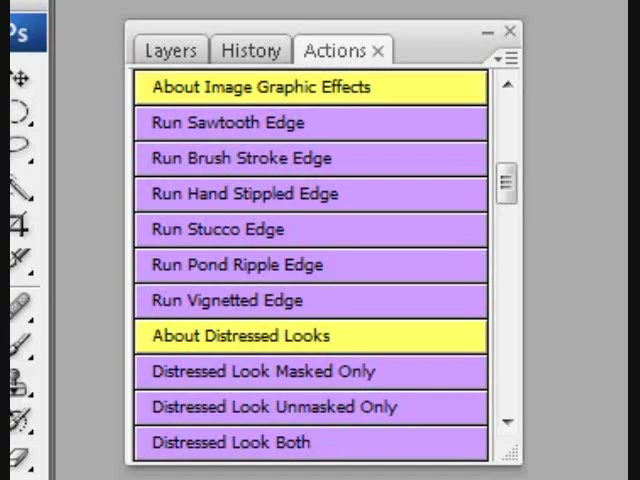 Ps
Layers History Actions
About Image Graphic Effects
Run Sawtooth Edge
Run Brush Stroke Edge
Run Hand Stippled Edge
Run Stucco Edge
Run Pond Ripple Edge
Run Vignetted Edge
About Distressed Looks
Distressed Look Masked Only
Distressed Look Unmasked Only
Distressed Look Both